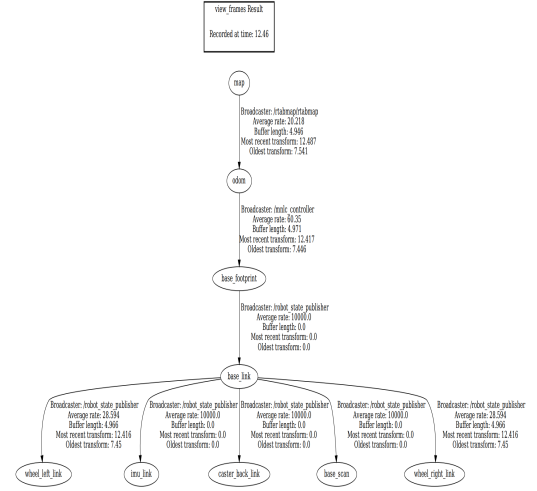 view_frames Result
Recorded at time: 12.46
map
Broadcaster: /rtabmap/rtabmap
Average rate: 20.218
Buffer length: 4.946
Most recent transform: 12.487
Oldest transform: 7.541
odom
Broadcaster: /mnlc_controller
Average rate: 60.35
Buffer length: 4.971
Most recent transform: 12.417
Oldest transform: 7.446
base_footprint
Broadcaster: /robot_state_publisher
Average rate: 10000.0
Buffer length: 0.0
Most recent transform: 0.0
Oldest transform: 0.0
base_link
Broadcaster: /robot_state_publisher
Average rate: 28.594
Buffer length: 4.966
Most recent transform: 12.416
Oldest transform: 7.45
Broadcaster: /robot_state_publisher
Average rate: 10000.0
Buffer length: 0.0
Most recent transform: 0.0
Oldest transform: 0.0
Broadcaster: /robot_state_publisher
Average rate: 10000.0
Buffer length: 0.0
Most recent transform: 0.0
Oldest transform: 0.0
Broadcaster: /robot_state_publisher
Average rate: 10000.0
Buffer length: 0.0
Most recent transform: 0.0
Oldest transform: 0.0
Broadcaster: /robot_state_publisher
Average rate: 28.594
Buffer length: 4.966
Most recent transform: 12.416
Oldest transform: 7.45
wheel_left_link
imu_link
caster_back_link
base_scan
wheel_right_link